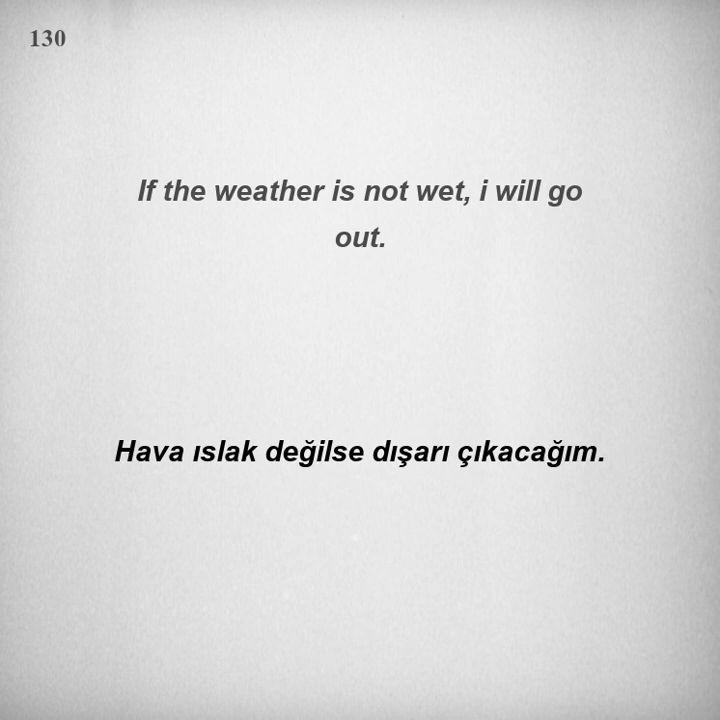 130
If the weather is not wet, i will go
out.
Hava ıslak değilse dışarı çıkacağım.